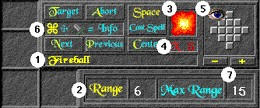 Target Abort Space 3 5
6 = Info Cast Spell
Next Previous Center 4
1 Fireball
7
2 Range 6 Max Range 15